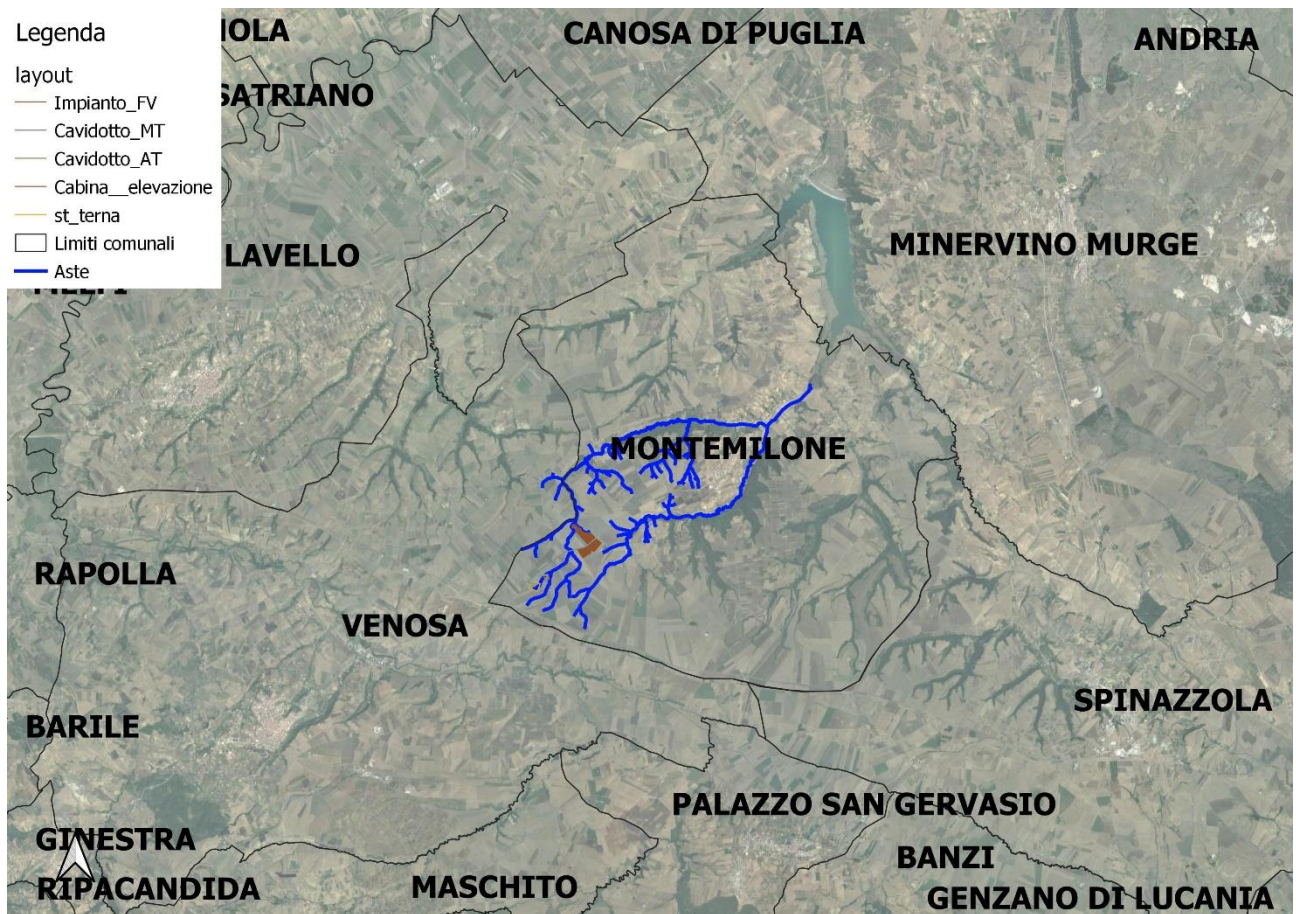 Legenda
layout
Impianto_FV
Cavidotto_MT
Cavidotto_AT
Cabina__elevazione
st_terna
Limiti comunali
Aste
IOLA
CANOSA DI PUGLIA
ANDRIA
SATRIANO
LAVELLO
MINERVINO MURGE
MONTEMILONE
RAPOLLA
VENOSA
SPINAZZOLA
BARILE
PALAZZO SAN GERVASIO
GINESTRA
BANZI
RIPACANDIDA
MASCHITO
GENZANO DI LUCANIA